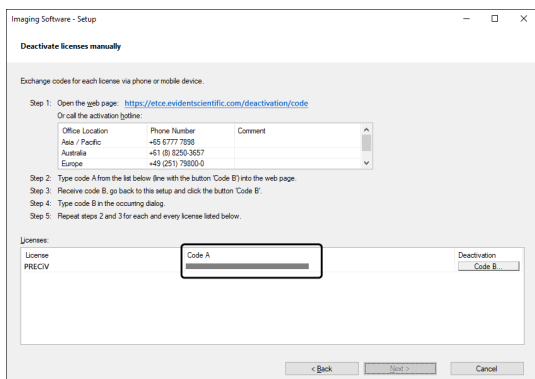 Imaging Software - Setup
Deactivate licenses manually
Exchange codes for each license via phone or mobile device.
Step 1: Open the web page: https://etce.evidentscientific.com/deactivation/code
Or call the activation hotline:
Office Location Phone Number Comment
Asia / Pacific +65 6777 7898
Australia +61 (8) 8250-3657
Europe +49 (251) 79800-0
Step 2: Type code A from the list below (line with the button 'Code B') into the web page.
Step 3: Receive code B, go back to this setup and click the button 'Code B'.
Step 4: Type code B in the occurring dialog.
Step 5: Repeat steps 2 and 3 for each and every license listed below.
Licenses:
License Code A Deactivation
PRECiV Code B...
< Back Next > Cancel